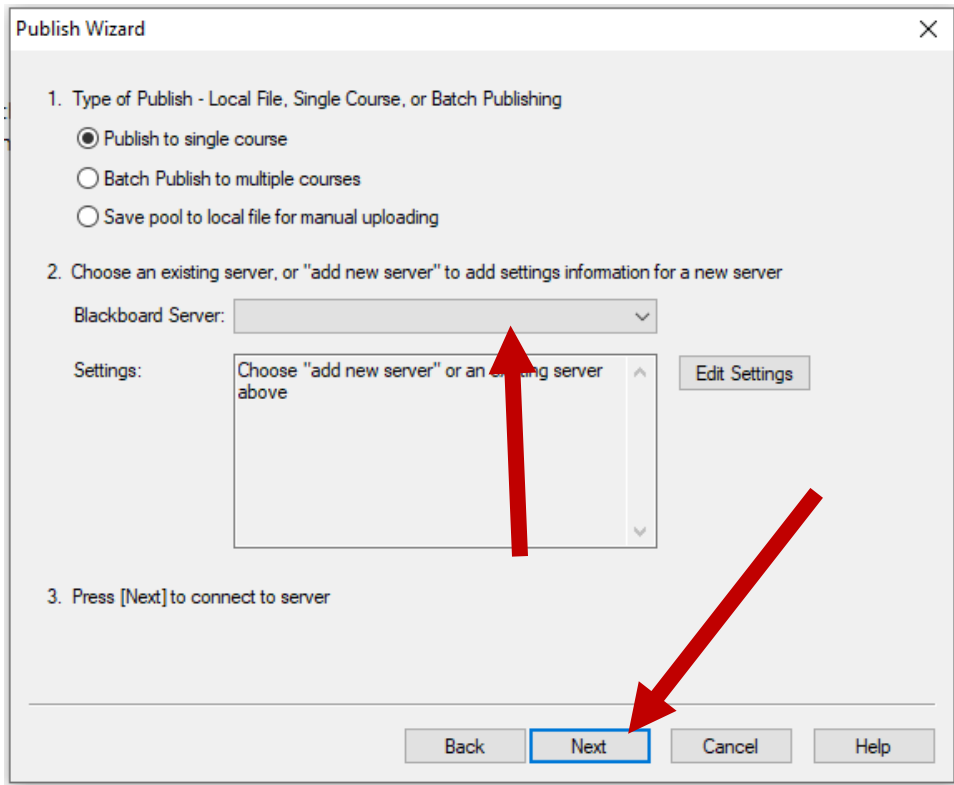 Publish Wizard
1. Type of Publish - Local File, Single Course, or Batch Publishing
Publish to single course
Batch Publish to multiple courses
Save pool to local file for manual uploading
2. Choose an existing server, or "add new server" to add settings information for a new server
Blackboard Server:
Settings:
Choose "add new server" or an server
above
Edit Settings
3. Press [Next] to connect to server
Back
Next
Cancel
Help